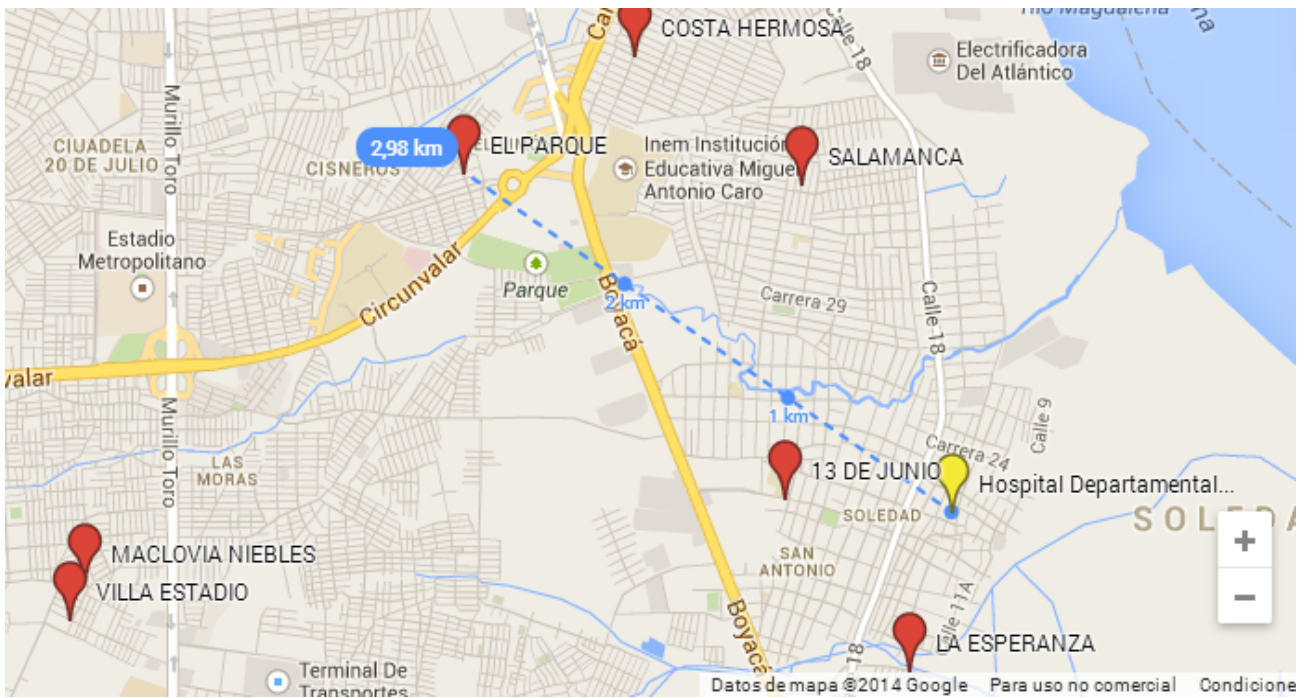 Río Magdalena
COSTA HERMOSA
Calle 18
Electrificadora
Del Atlántico
Murillo Toro
CIUADELA
20 DE JULIO
2,98 km
EL PARQUE
CISNEROS
Inem Institución
Educativa Miguel
Antonio Caro
SALAMANCA
Estadio
Metropolitano
Circunvalar
Parque
2 km
Boyacá
Carrera 29
Calle 18
valar
Murillo Toro
1 km
Carrera 24
Calle 9
LAS
MORAS
13 DE JUNIO
Hospital Departamental...
SOLEDAD
SOLEDA
SAN
ANTONIO
MACLOVIA NIEBLES
VILLA ESTADIO
Calle 11A
Boyacá
LA ESPERANZA
18
Terminal De
Transportes
Datos de mapa ©2014 Google Para uso no comercial Condicione